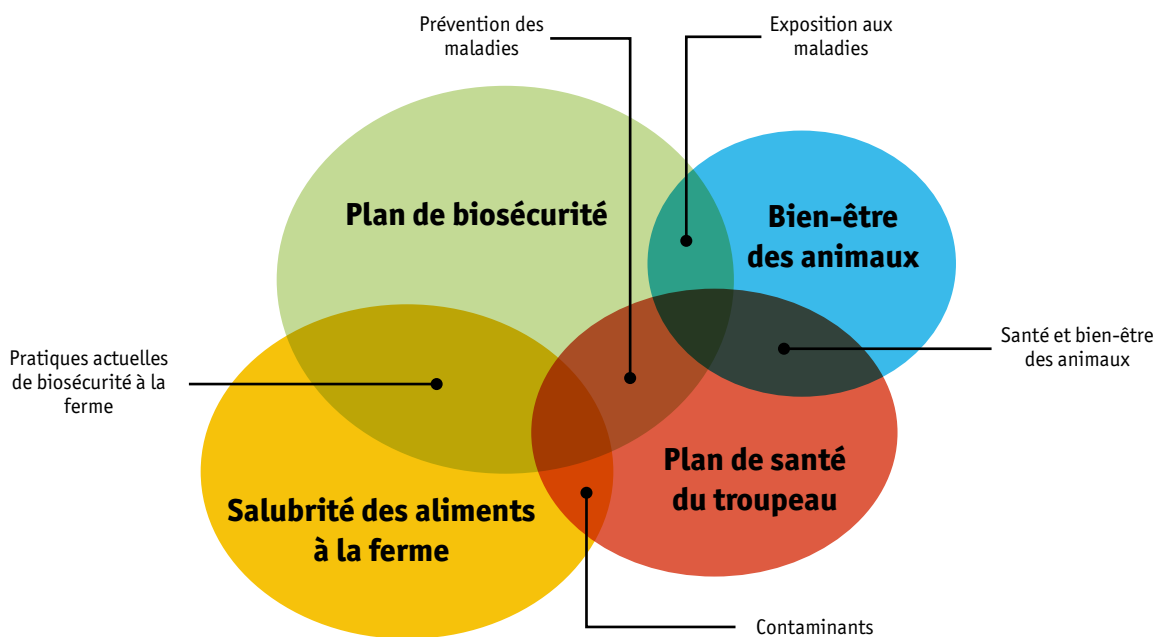 Prévention des
maladies
Exposition aux
maladies
Plan de biosécurité
Bien-être
des animaux
Pratiques actuelles
de biosécurité à la
ferme
Santé et bien-être
des animaux
Salubrité des aliments
à la ferme
Plan de santé
du troupeau
Contaminants